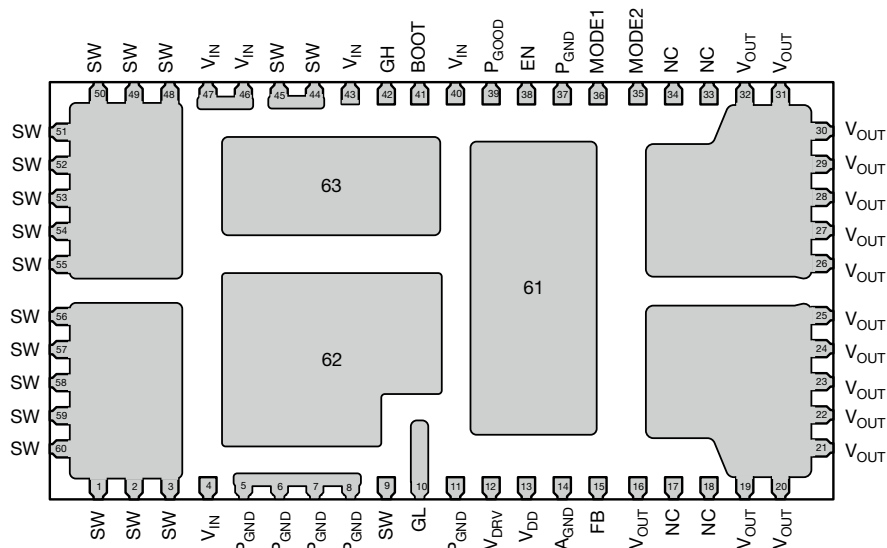 SW SW SW VIN VIN SW SW VIN GH BOOT VIN PGOOD EN PGND MODE1 MODE2 NC NC VOUT VOUT
50 49 48 47 46 45 44 43 42 41 40 39 38 37 36 35 34 33 32 31
SW 51 30 VOUT
SW 52 29 VOUT
SW 53 28 VOUT
SW 54 27 VOUT
SW 55 26 VOUT
63
61
SW 56 25 VOUT
SW 57 24 VOUT
62
SW 58 23 VOUT
SW 59 22 VOUT
SW 60 21 VOUT
1 2 3 4 5 6 7 8 9 10 11 12 13 14 15 16 17 18 19 20
SW SW SW VIN PGND PGND PGND PGND SW GL PGND VDRV VDD AGND FB VOUT NC NC VOUT VOUT